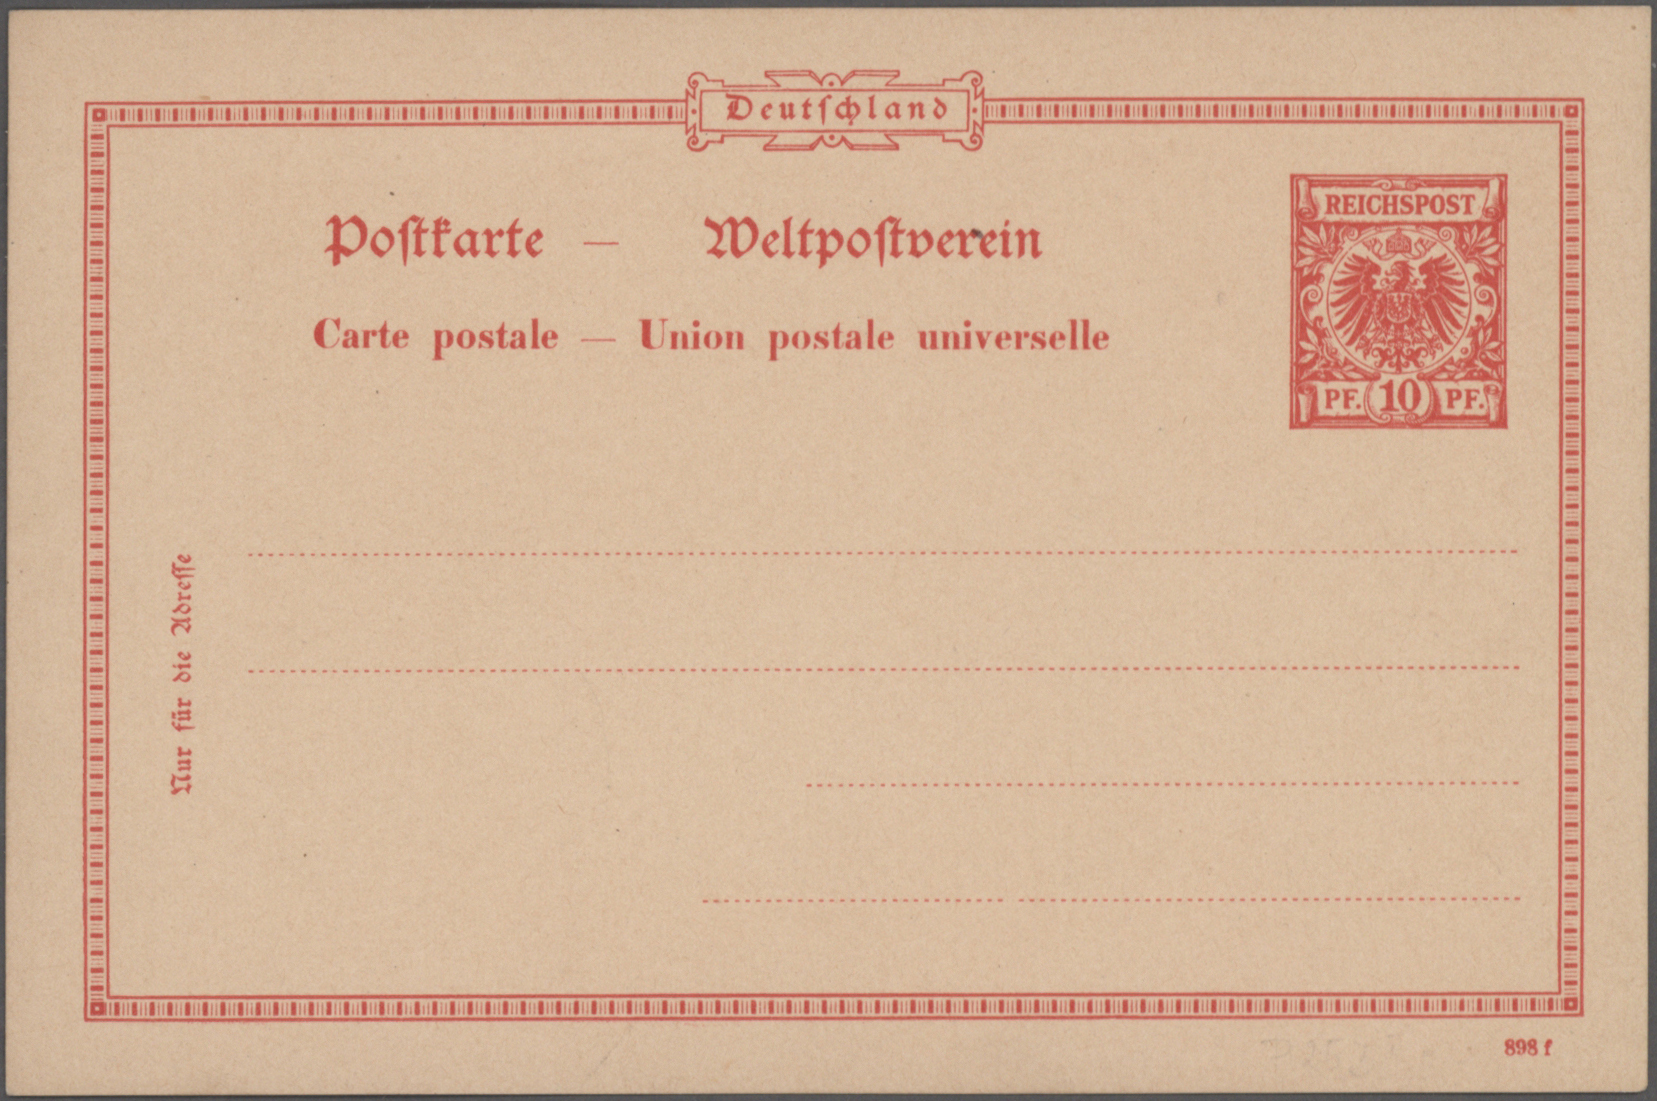 Deutschland
REICHSPOST
Postkarte — Weltpostverein
Carte postale — Union postale universelle
PF. 10 PF.
Nur für die Adresse
898 f